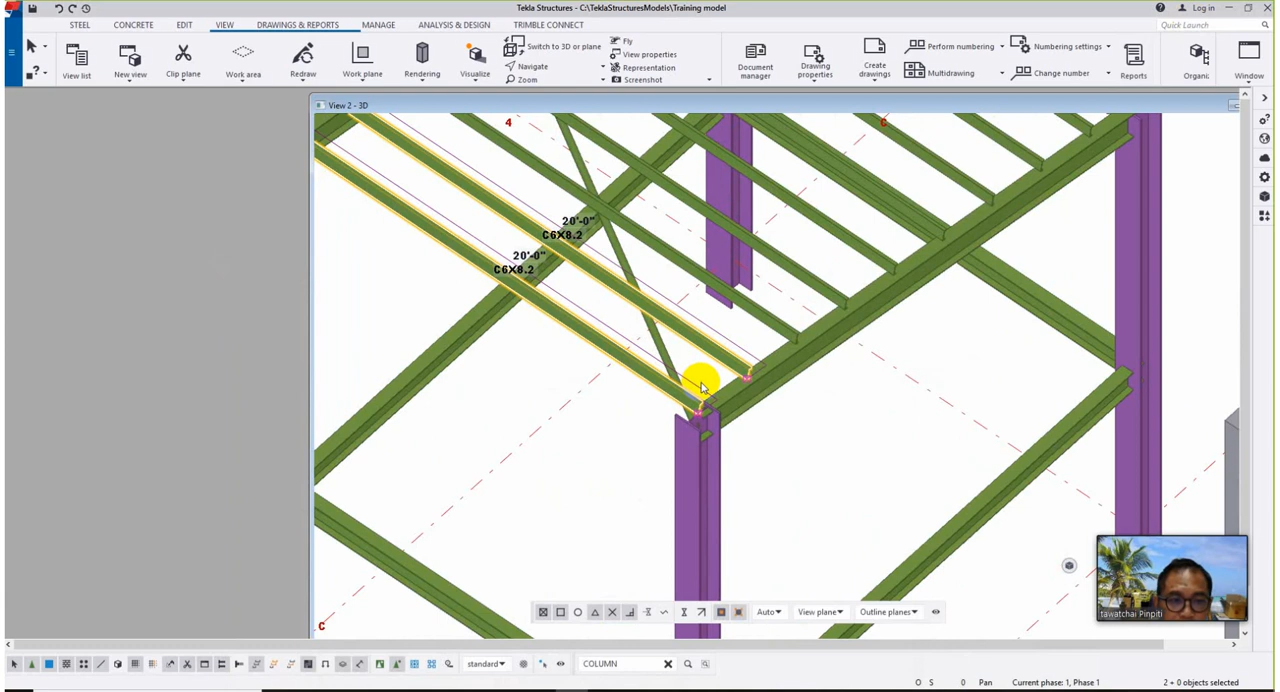 Tekla Structures - C:\TeklaStructuresModels\Training model
Log in
STEEL CONCRETE EDIT VIEW DRAWINGS & REPORTS MANAGE ANALYSIS & DESIGN TRIMBLE CONNECT
Quick Launch
View list
New view
Clip plane
Work area
Redraw
Work plane
Rendering
Visualize
Switch to 3D or plane
Navigate
Zoom
Fly
View properties
Representation
Screenshot
Document manager
Drawing properties
Create drawings
Perform numbering
Multidrawing
Numbering settings
Change number
Reports
Organi
Window
View 2 - 3D
4
C
20'-0"
C6X8.2
20'-0"
C6X8.2
C
tawatchai Pinpiti
Auto
View plane
Outline planes
standard
COLUMN
O S 0 Pan Current phase: 1, Phase 1 2 + 0 objects selected